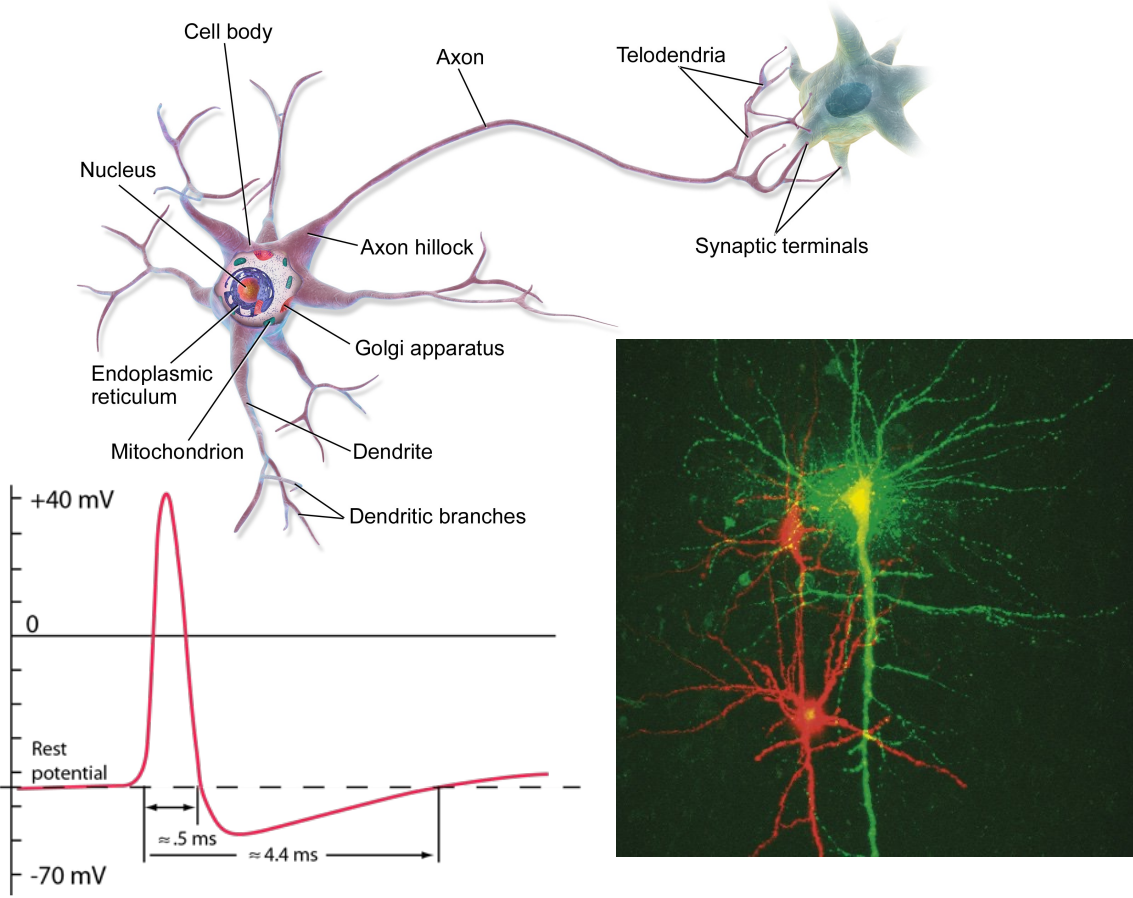 Cell body
Axon
Telodendria
Nucleus
Axon hillock
Synaptic terminals
Golgi apparatus
Endoplasmic
reticulum
Mitochondrion
Dendrite
Dendritic branches
+40 mV
0
Rest
potential
≈.5 ms
≈4.4 ms
-70 mV